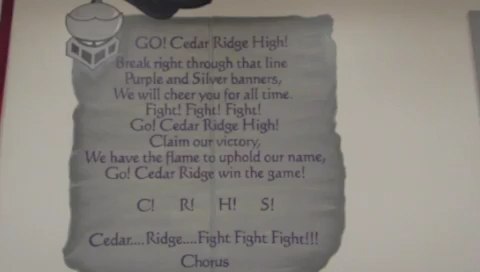 GO! Cedar Ridge High!
Break right through that line
Purple and Silver banners,
We will cheer you for all time.
Fight! Fight! Fight!
Go! Cedar Ridge High!
Claim our victory,
We have the flame to uphold our name,
Go! Cedar Ridge win the game!
C! R! H! S!
Cedar....Ridge....Fight Fight Fight!!!
Chorus